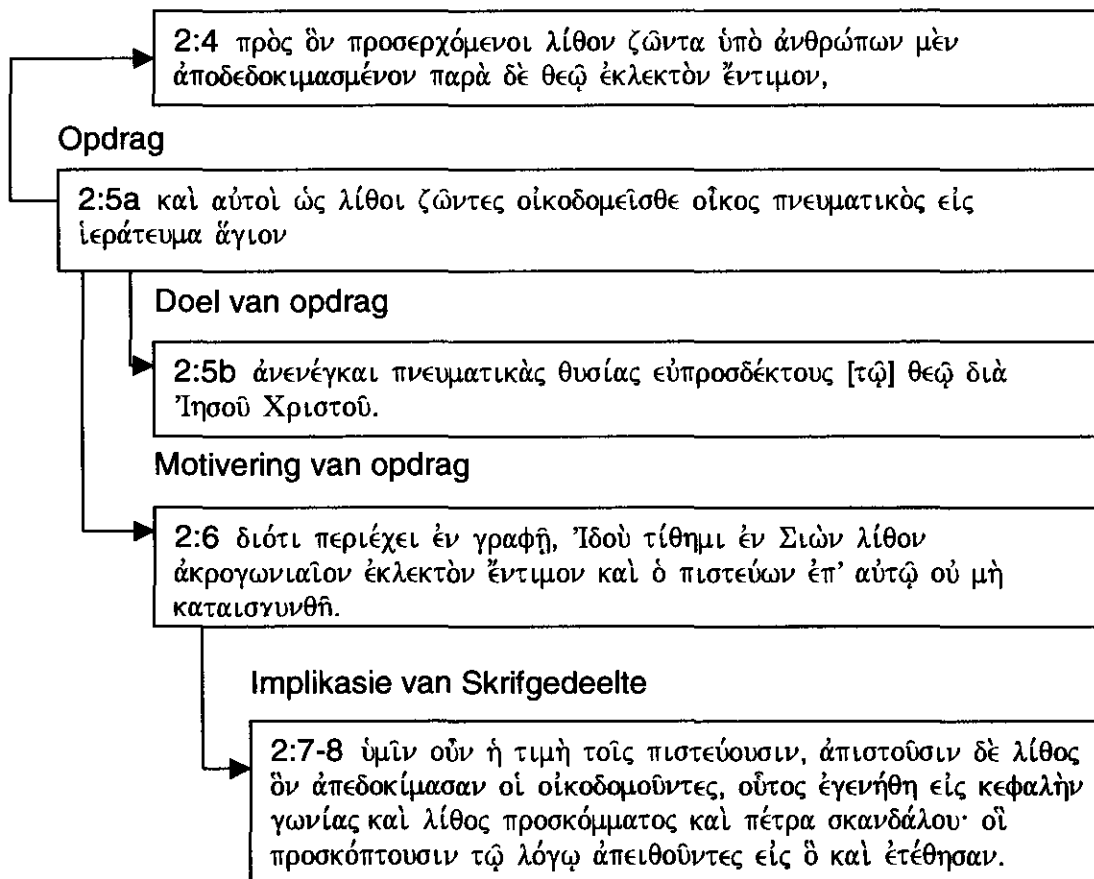 2:4 πρὸς ὃν προσερχόμενοι λίθον ζῶντα ὑπὸ ἀνθρώπων μὲν
ἀποδεδοκιμασμένον παρὰ δὲ θεῷ ἐκλεκτὸν ἔντιμον,
Opdrag
2:5a καὶ αὐτοὶ ὡς λίθοι ζῶντες οἰκοδομεῖσθε οἶκος πνευματικὸς εἰς
ἱεράτευμα ἅγιον
Doel van opdrag
2:5b ἀνενέγκαι πνευματικὰς θυσίας εὐπροσδέκτους [τῷ] θεῷ διὰ
Ἰησοῦ Χριστοῦ.
Motivering van opdrag
2:6 διότι περιέχει ἐν γραφῇ, Ἰδοὺ τίθημι ἐν Σιὼν λίθον
ἀκρογωνιαῖον ἐκλεκτὸν ἔντιμον καὶ ὁ πιστεύων ἐπ’ αὐτῷ οὐ μὴ
καταισχυνθῇ.
Implikasie van Skrifgedeelte
2:7-8 ὑμῖν οὖν ἡ τιμὴ τοῖς πιστεύουσιν, ἀπιστοῦσιν δὲ λίθος
ὃν ἀπεδοκίμασαν οἱ οἰκοδομοῦντες, οὗτος ἐγενήθη εἰς κεφαλὴν
γωνίας καὶ λίθος προσκόμματος καὶ πέτρα σκανδάλου· οἳ
προσκόπτουσιν τῷ λόγῳ ἀπειθοῦντες εἰς ὃ καὶ ἐτέθησαν.